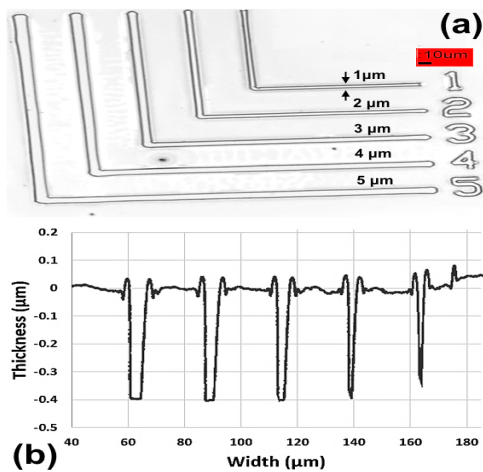 (a)
10um
1µm
1
2 µm
2
3 µm
3
4 µm
4
5 µm
5
0.2
0.1
0
-0.1
-0.2
-0.3
-0.4
-0.5
Thickness (µm)
40 60 80 100 120 140 160 180
Width (µm)
(b)